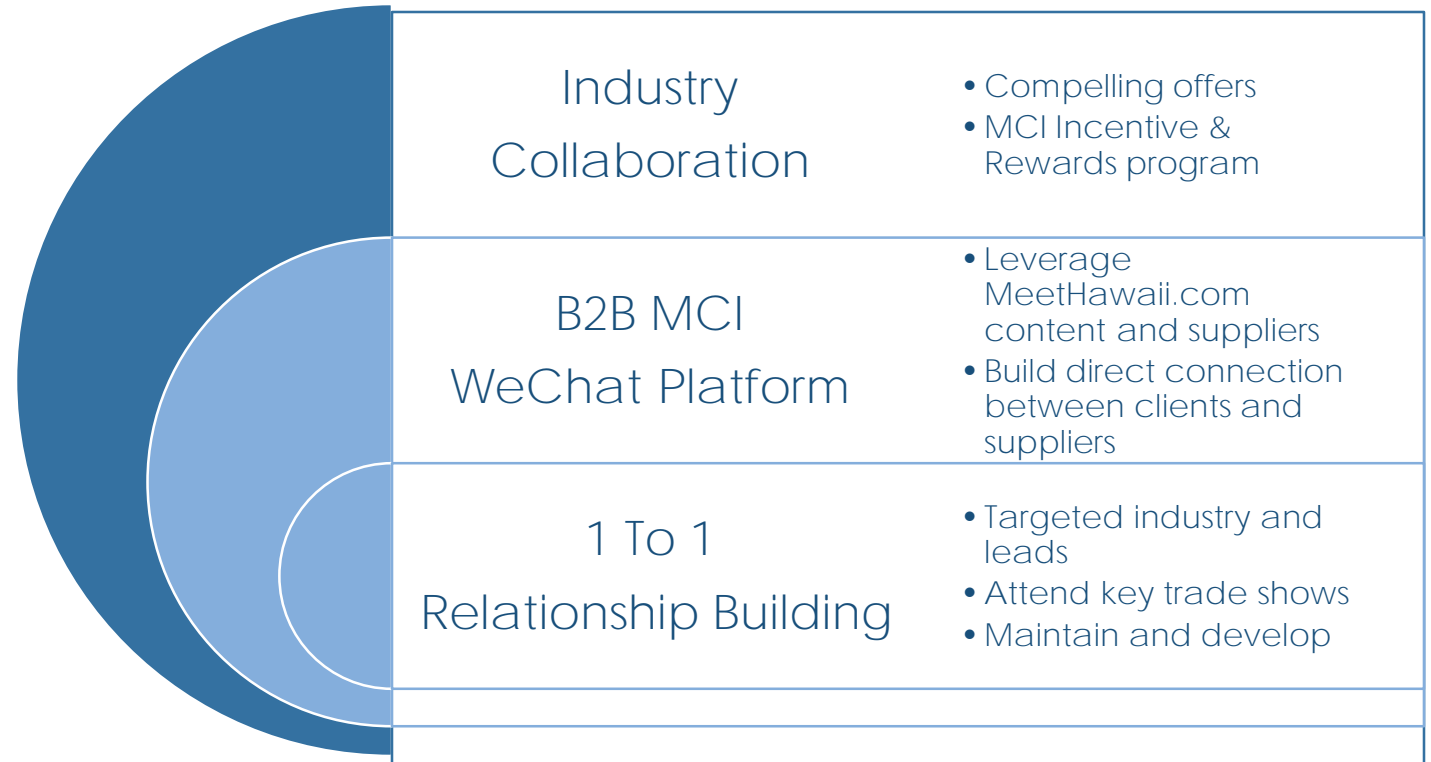 Industry
Collaboration
• Compelling offers
• MCI Incentive &
Rewards program
B2B MCI
WeChat Platform
• Leverage
MeetHawaii.com
content and suppliers
• Build direct connection
between clients and
suppliers
1 To 1
Relationship Building
• Targeted industry and
leads
• Attend key trade shows
• Maintain and develop